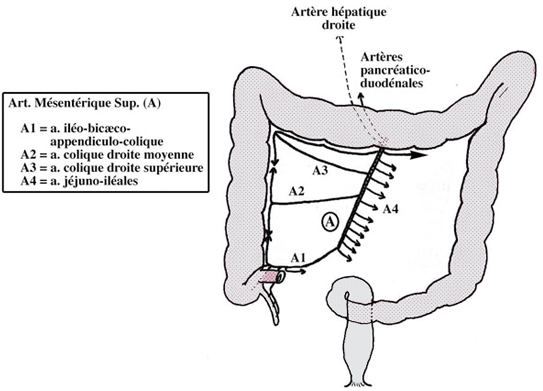 Artère hépatique
droite
Artères
pancréatico-
duodénales
Art. Mésentérique Sup. (A)
A1 = a. iléo-bicæco-
appendiculo-colique
A2 = a. colique droite moyenne
A3 = a. colique droite supérieure
A4 = a. jéjuno-iléales
A3
A2
A4
A
A1